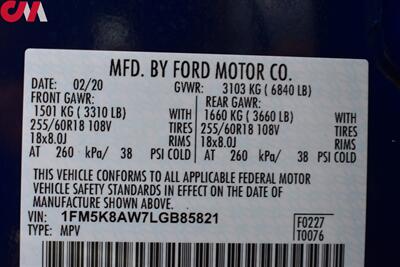 CM
MFD. BY FORD MOTOR CO.
DATE: 02/20 GVWR: 3103 KG ( 6840 LB)
FRONT GAWR: REAR GAWR:
1501 KG ( 3310 LB) WITH 1660 KG ( 3660 LB) WITH
255/60R18 108V TIRES 255/60R18 108V TIRES
18x8.0J RIMS 18x8.0J RIMS
AT 260 kPa/ 38 PSI COLD AT 260 kPa/ 38 PSI COLD
THIS VEHICLE CONFORMS TO ALL APPLICABLE FEDERAL MOTOR
VEHICLE SAFETY STANDARDS IN EFFECT ON THE DATE OF
MANUFACTURE SHOWN ABOVE.
VIN: 1FM5K8AW7LGB85821
TYPE: MPV
F0227
T0076